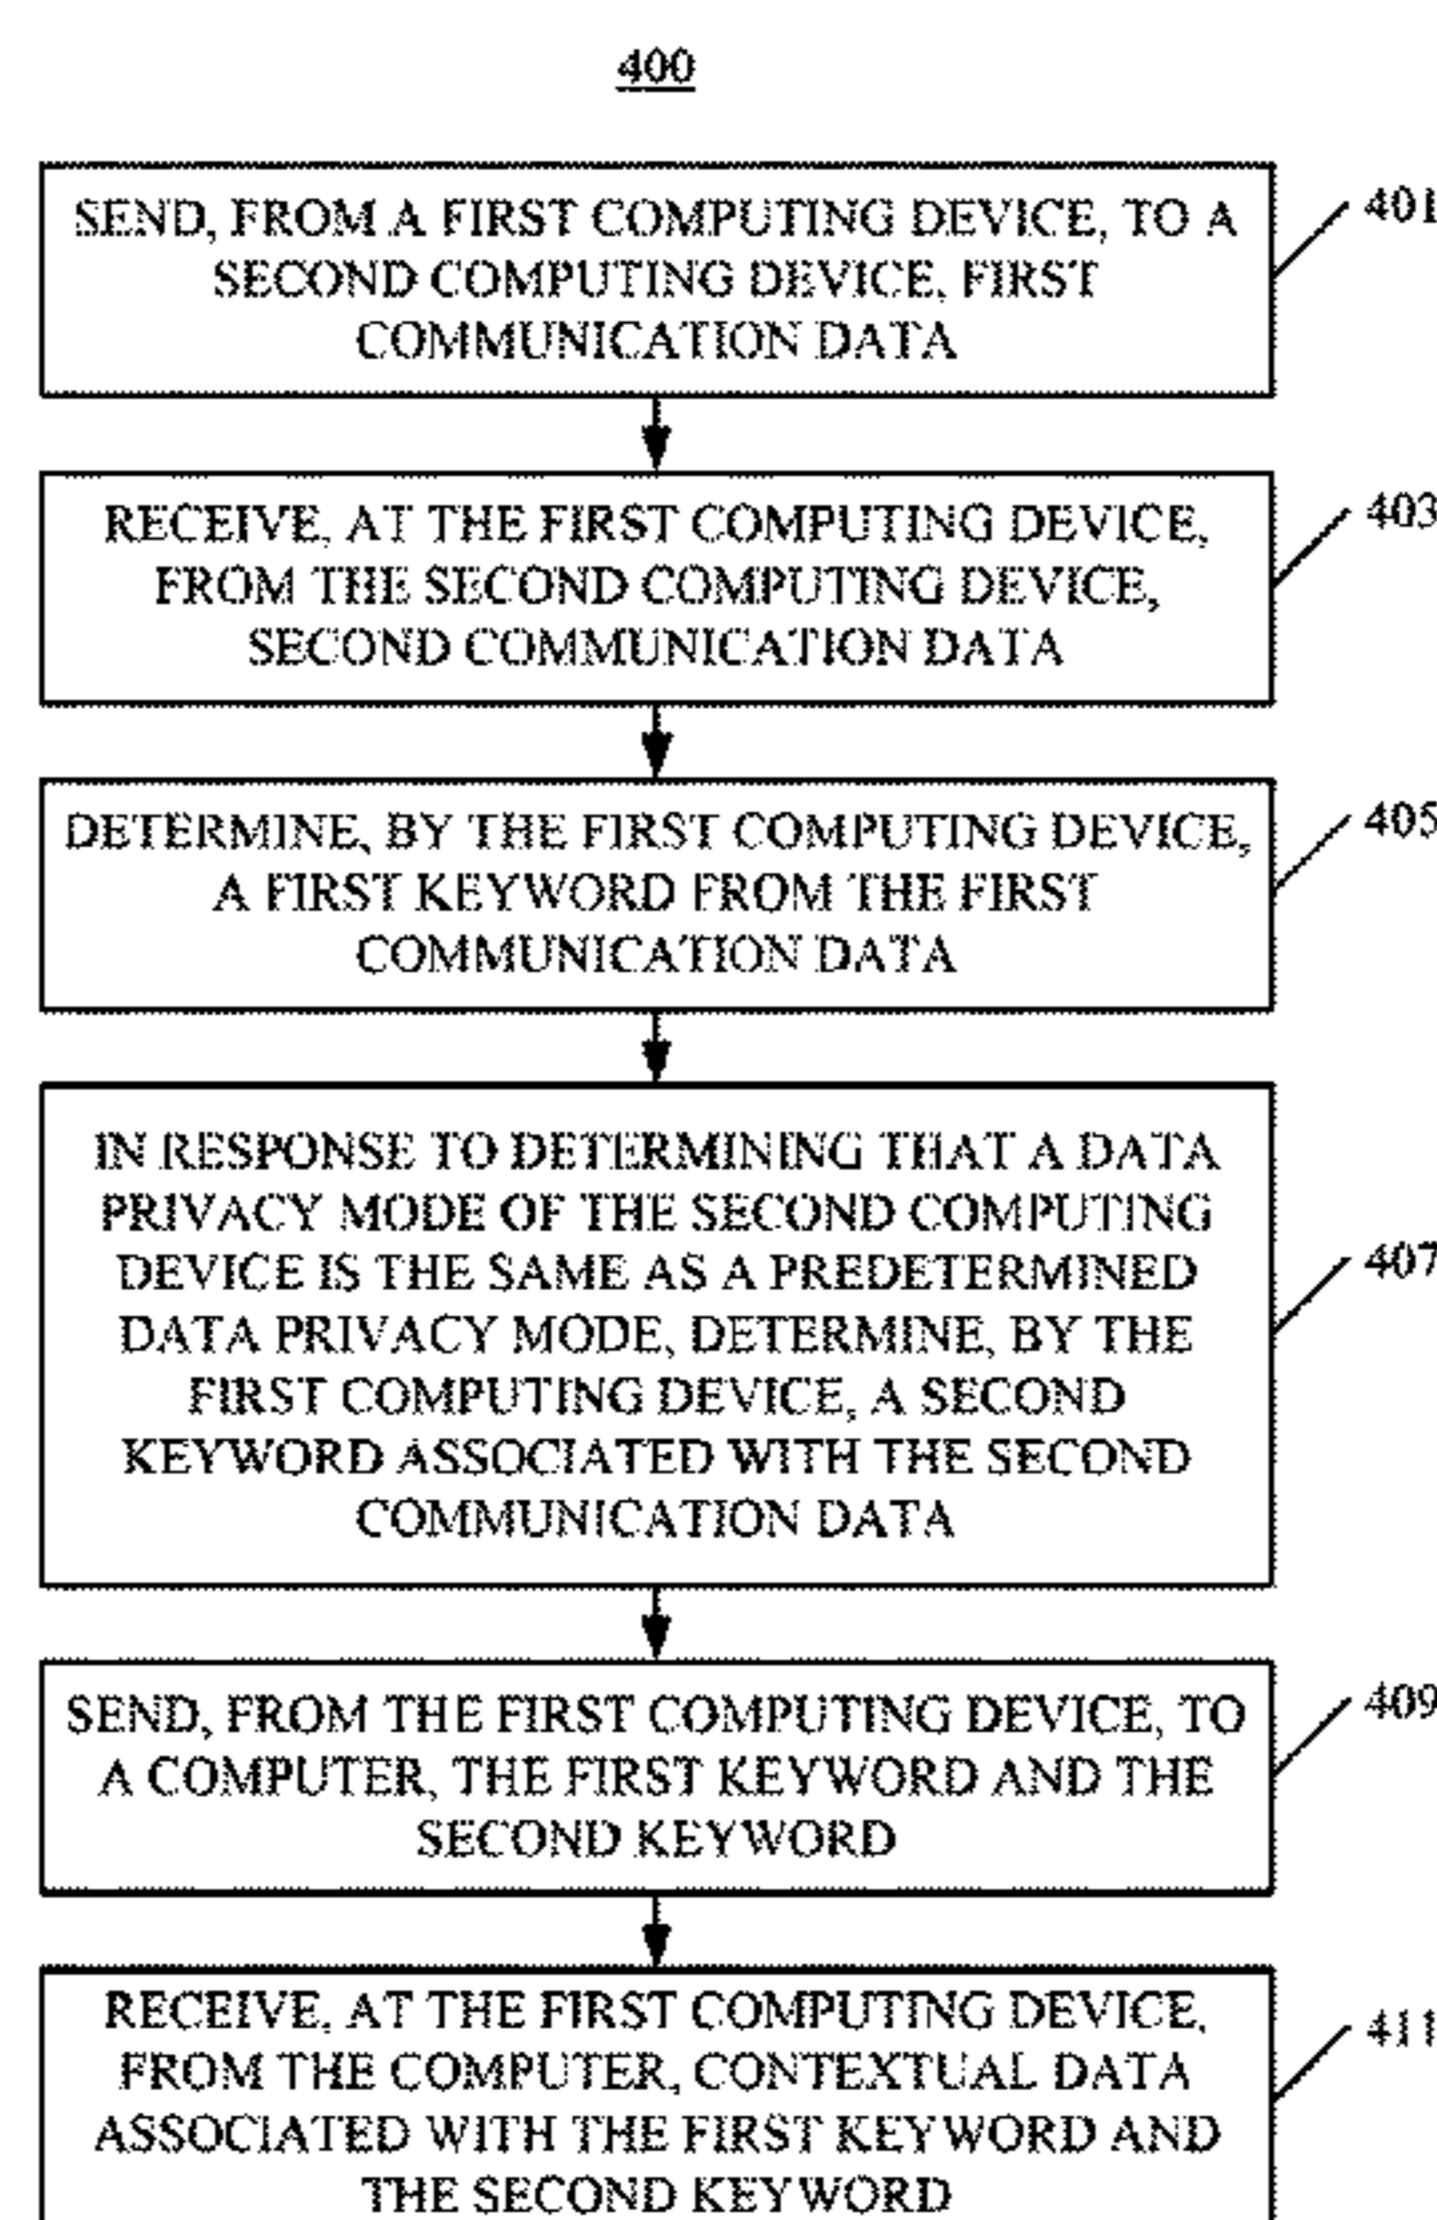 400
SEND, FROM A FIRST COMPUTING DEVICE, TO A
SECOND COMPUTING DEVICE, FIRST
COMMUNICATION DATA
401
RECEIVE, AT THE FIRST COMPUTING DEVICE,
FROM THE SECOND COMPUTING DEVICE,
SECOND COMMUNICATION DATA
403
DETERMINE, BY THE FIRST COMPUTING DEVICE,
A FIRST KEYWORD FROM THE FIRST
COMMUNICATION DATA
405
IN RESPONSE TO DETERMINING THAT A DATA
PRIVACY MODE OF THE SECOND COMPUTING
DEVICE IS THE SAME AS A PREDETERMINED
DATA PRIVACY MODE, DETERMINE, BY THE
FIRST COMPUTING DEVICE, A SECOND
KEYWORD ASSOCIATED WITH THE SECOND
COMMUNICATION DATA
407
SEND, FROM THE FIRST COMPUTING DEVICE, TO
A COMPUTER, THE FIRST KEYWORD AND THE
SECOND KEYWORD
409
RECEIVE, AT THE FIRST COMPUTING DEVICE,
FROM THE COMPUTER, CONTEXTUAL DATA
ASSOCIATED WITH THE FIRST KEYWORD AND
THE SECOND KEYWORD
411